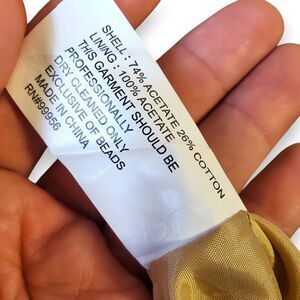 SHELL : 74% ACETATE 26% COTTON
LINING : 100% ACETATE
THIS GARMENT SHOULD BE
PROFESSIONALLY
DRY CLEANED ONLY
EXCLUSIVE OF BEADS
MADE IN CHINA
RN#99956